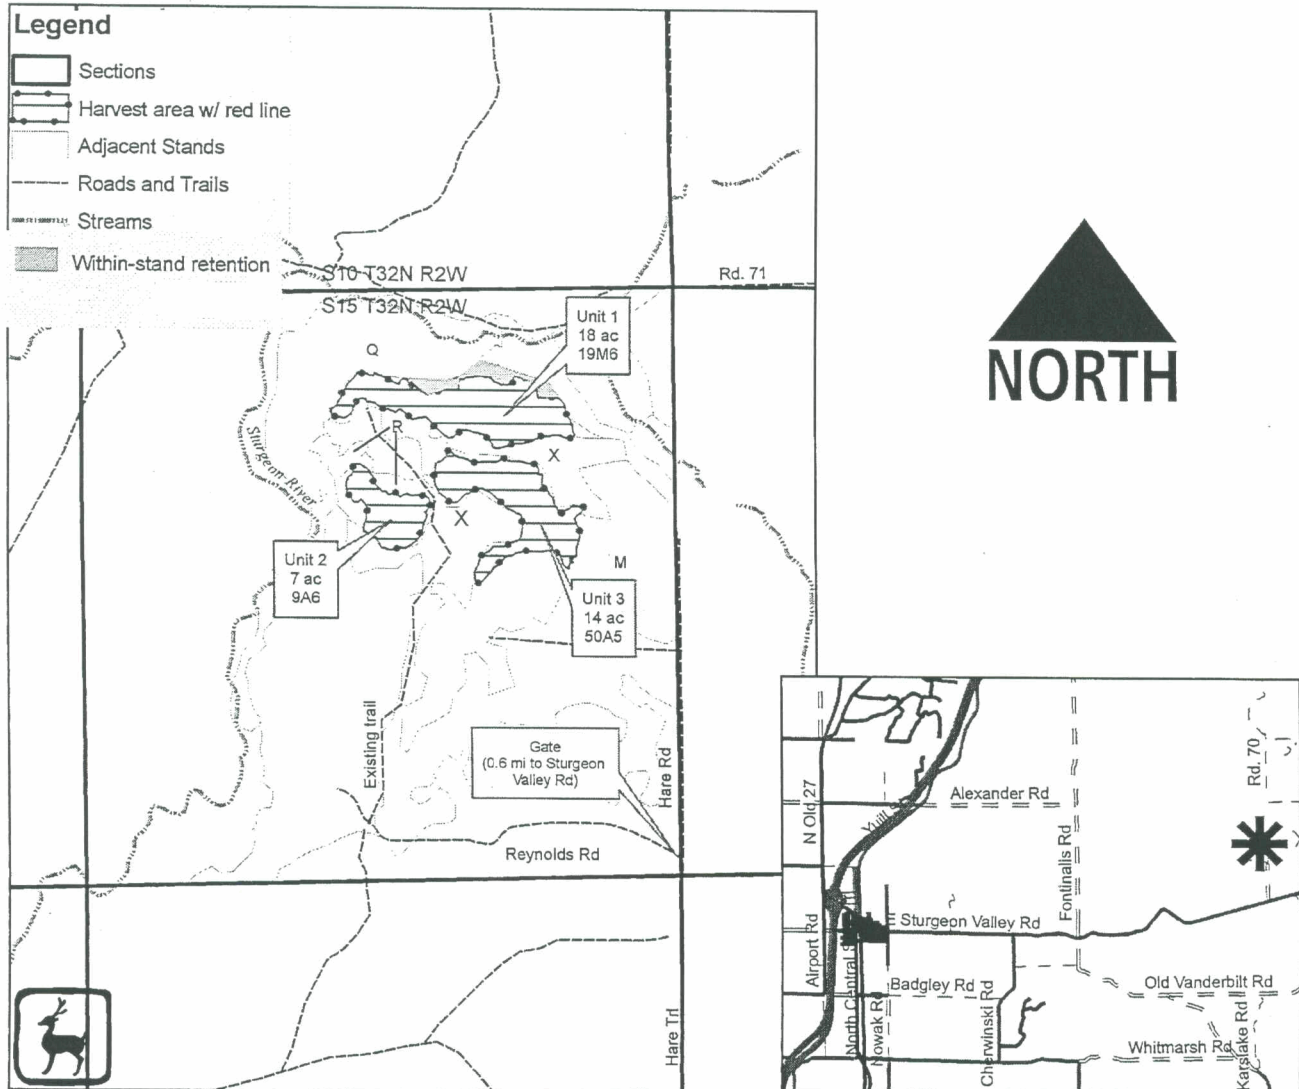 Legend
Sections
Harvest area w/ red line
Adjacent Stands
Roads and Trails
Streams
Within-stand retention
S10 T32N R2W
S15 T32N R2W
Rd. 71
Unit 1
18 ac
19M6
NORTH
Q
R
X
Sturgeon River
X
Unit 2
7 ac
9A6
M
Unit 3
14 ac
50A5
Existing trail
Gate
(0.6 mi to Sturgeon
Valley Rd)
Hare Rd
Reynolds Rd
Hare Trl
N Old 27
Alexander Rd
Fontinalis Rd
Rd. 70
Airport Rd
E Sturgeon Valley Rd
North Central
Nowak Rd
Badgley Rd
Cherwinski Rd
Old Vanderbilt Rd
Whitmarsh Rd
Karslake Rd